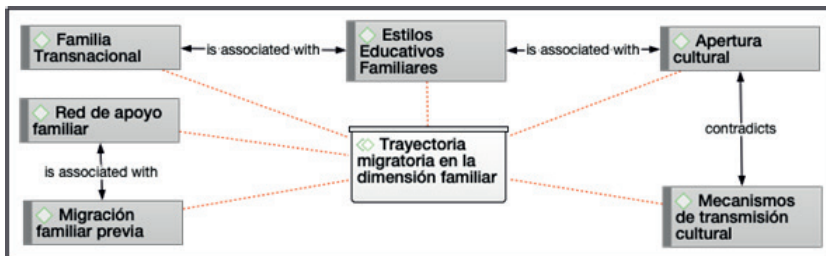 Familia
Transnacional
is associated with
Estilos
Educativos
Familiares
is associated with
Apertura
cultural
Red de apoyo
familiar
is associated with
Migración
familiar previa
Trayectoria
migratoria en la
dimensión familiar
contradicts
Mecanismos
de transmisión
cultural